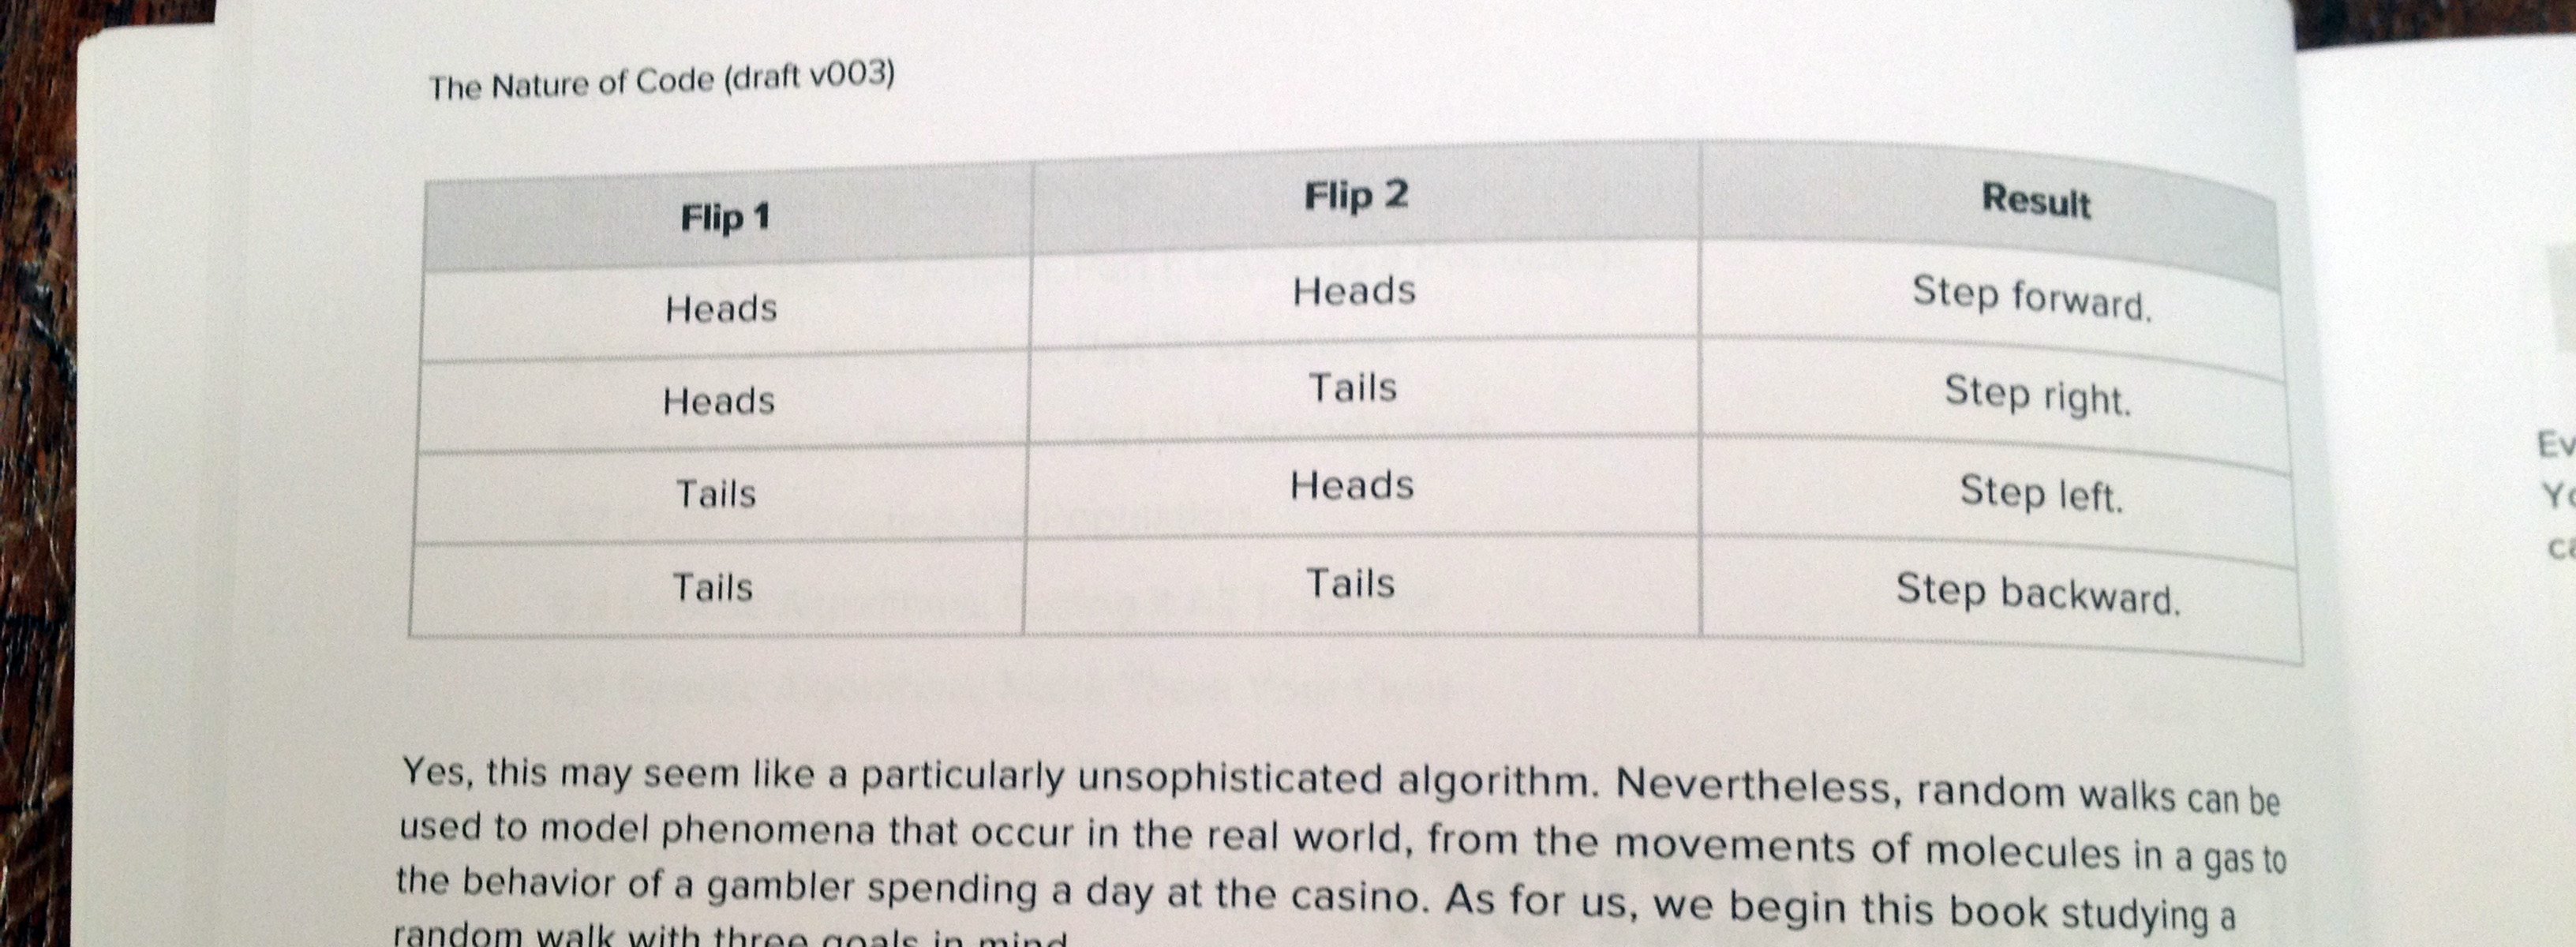 The Nature of Code (draft v003)
Flip 1 Flip 2 Result
Heads Heads Step forward.
Heads Tails Step right.
Tails Heads Step left.
Tails Tails Step backward.
Yes, this may seem like a particularly unsophisticated algorithm. Nevertheless, random walks can be
used to model phenomena that occur in the real world, from the movements of molecules in a gas to
the behavior of a gambler spending a day at the casino. As for us, we begin this book studying a
random walk with three goals in mind